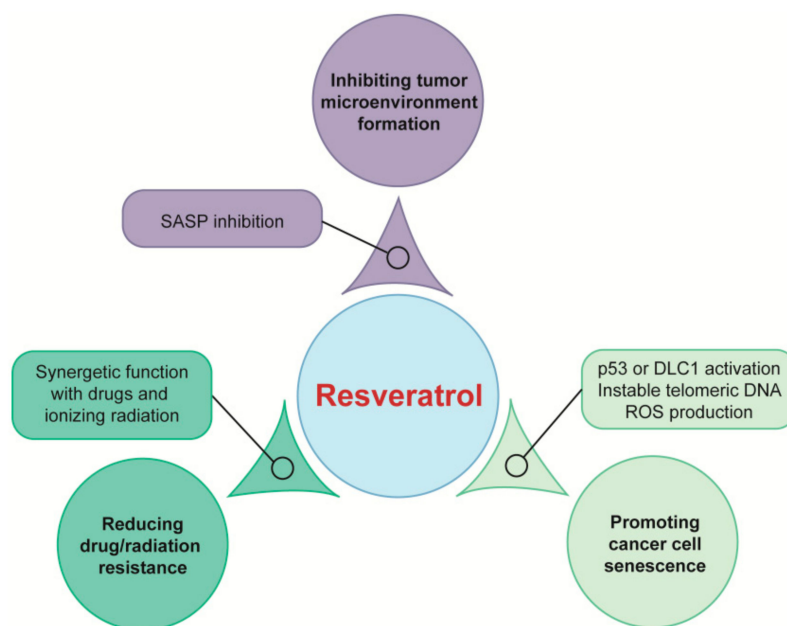 Inhibiting tumor
microenvironment
formation
SASP inhibition
Synergetic function
with drugs and
ionizing radiation
Resveratrol
p53 or DLC1 activation
Instable telomeric DNA
ROS production
Reducing
drug/radiation
resistance
Promoting
cancer cell
senescence